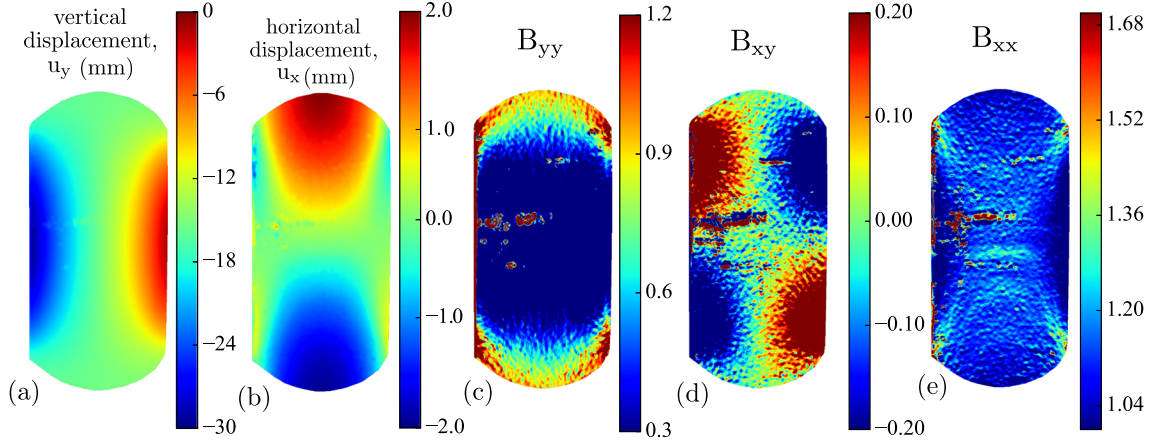 vertical
displacement,
u_y (mm)
0
−6
−12
−18
−24
−30
(a)
horizontal
displacement,
u_x (mm)
2.0
1.0
0.0
−1.0
−2.0
(b)
B_yy
1.2
0.9
0.6
0.3
(c)
B_xy
0.20
0.10
0.00
−0.10
−0.20
(d)
B_xx
1.68
1.52
1.36
1.20
1.04
(e)